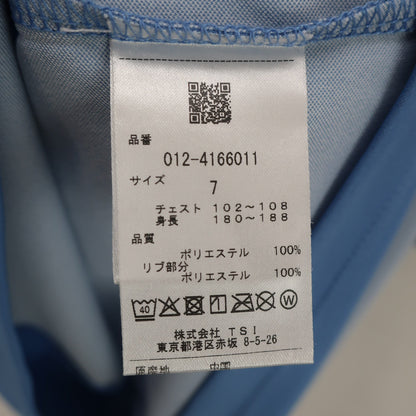 品番
012-4166011
サイズ
7
チェスト 102～108
身長 180～188
品質
ポリエステル 100%
リブ部分
ポリエステル 100%
40 W
株式会社 TSI
東京都港区赤坂 8-5-26
原産地 中国